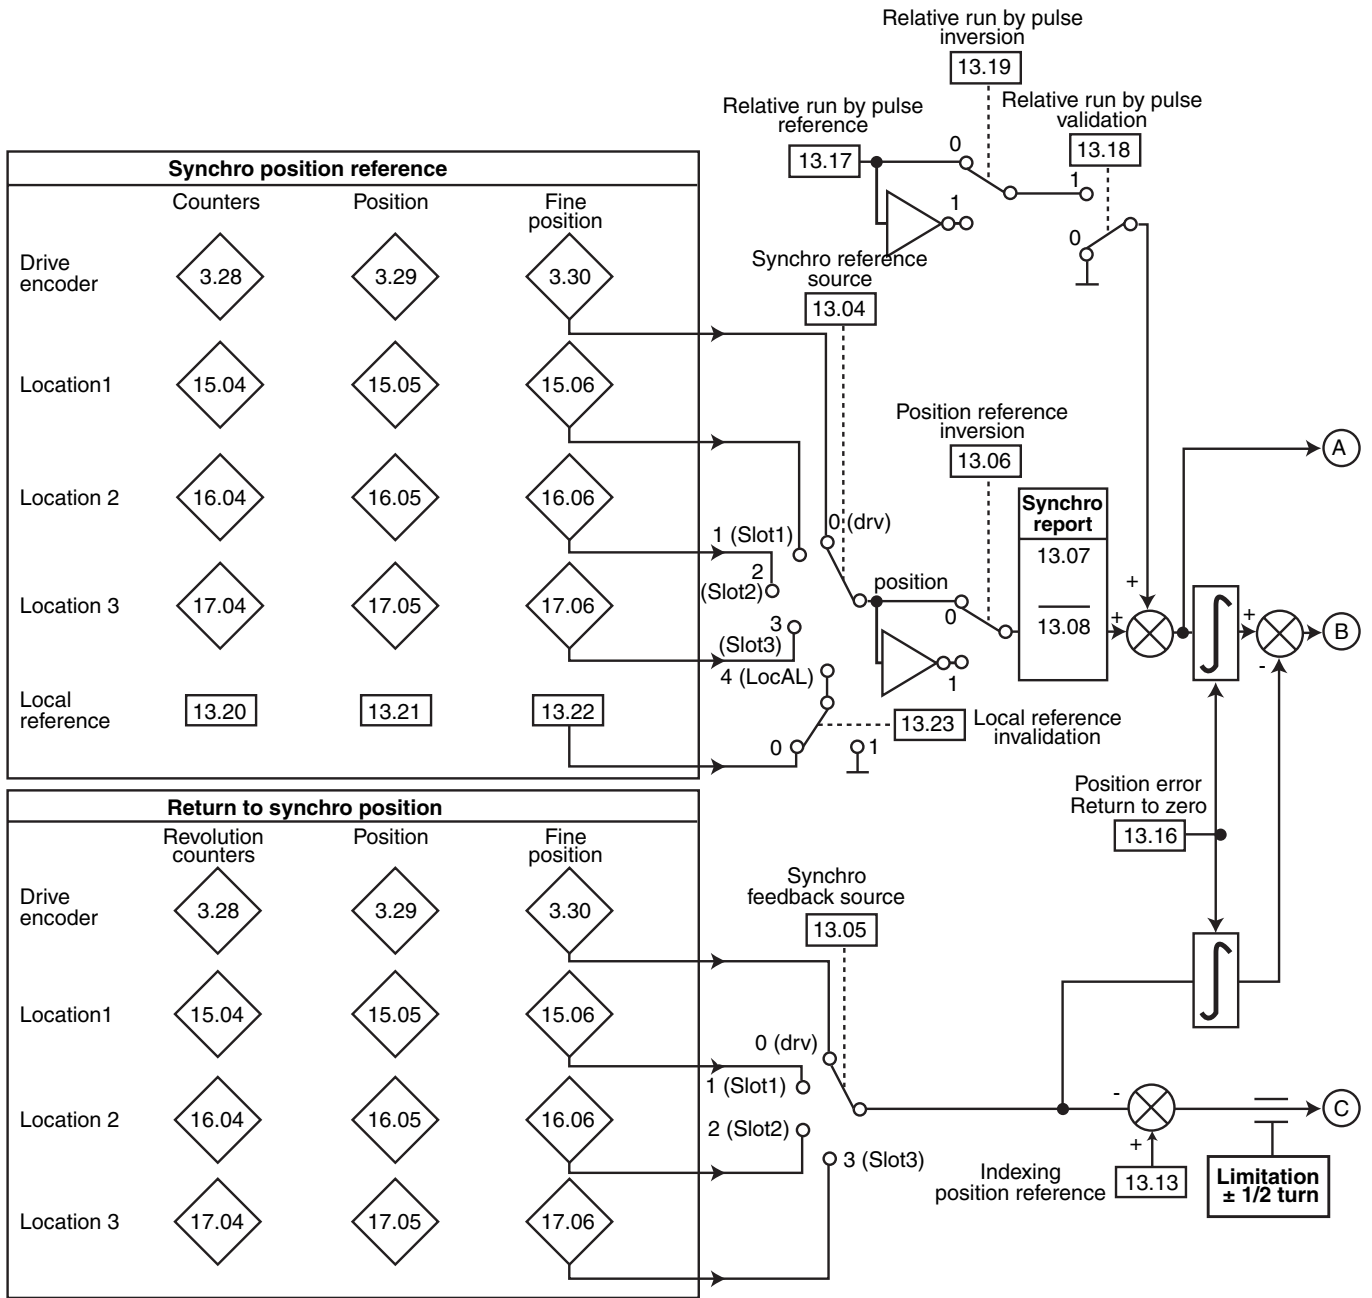 Relative run by pulse
inversion
13.19
Relative run by pulse
validation
13.18
Relative run by pulse
reference
13.17
0
1
1
0
Synchro position reference
Counters
Position
Fine
position
Drive
encoder
3.28
3.29
3.30
Location1
15.04
15.05
15.06
Location 2
16.04
16.05
16.06
Location 3
17.04
17.05
17.06
Local
reference
13.20
13.21
13.22
Synchro reference
source
13.04
0 (drv)
1 (Slot1)
2
(Slot2)
3
(Slot3)
4 (LocAL)
0
1
13.23
Local reference
invalidation
position
Position reference
inversion
13.06
0
1
Synchro
report
13.07
13.08
+
+
+
-
A
B
Position error
Return to zero
13.16
Return to synchro position
Revolution
counters
Position
Fine
position
Drive
encoder
3.28
3.29
3.30
Location1
15.04
15.05
15.06
Location 2
16.04
16.05
16.06
Location 3
17.04
17.05
17.06
Synchro
feedback source
13.05
0 (drv)
1 (Slot1)
2 (Slot2)
3 (Slot3)
-
+
C
Indexing
position reference
13.13
Limitation
± 1/2 turn